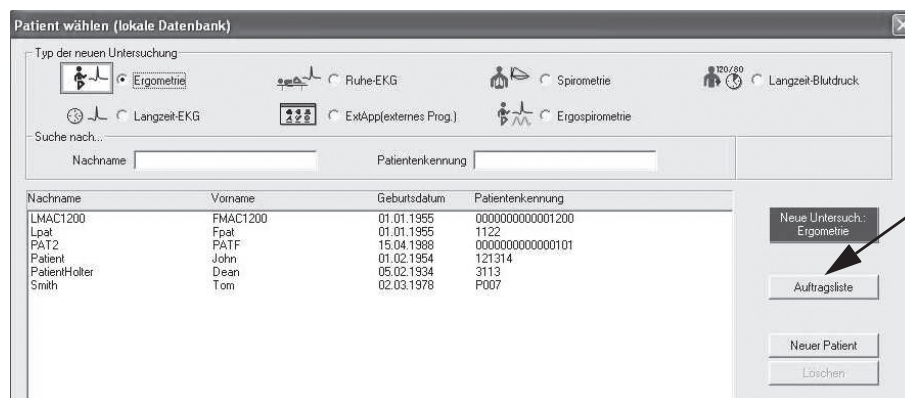 Patient wählen (lokale Datenbank)
Typ der neuen Untersuchung
Ergometrie Ruhe-EKG Spirometrie 120/80 Langzeit-Blutdruck
Langzeit-EKG ExtApp(externes Prog.) Ergospirometrie
Suche nach...
Nachname Patientenkennung
Nachname Vorname Geburtsdatum Patientenkennung
LMAC1200 FMAC1200 01.01.1955 0000000000001200
Lpat Fpat 01.01.1955 1122
PAT2 PATF 15.04.1988 0000000000000101
Patient John 01.02.1954 121314
PatientHolter Dean 05.02.1934 3113
Smith Tom 02.03.1978 P007
Neue Untersuch.:
Ergometrie
Auftragsliste
Neuer Patient
Löschen